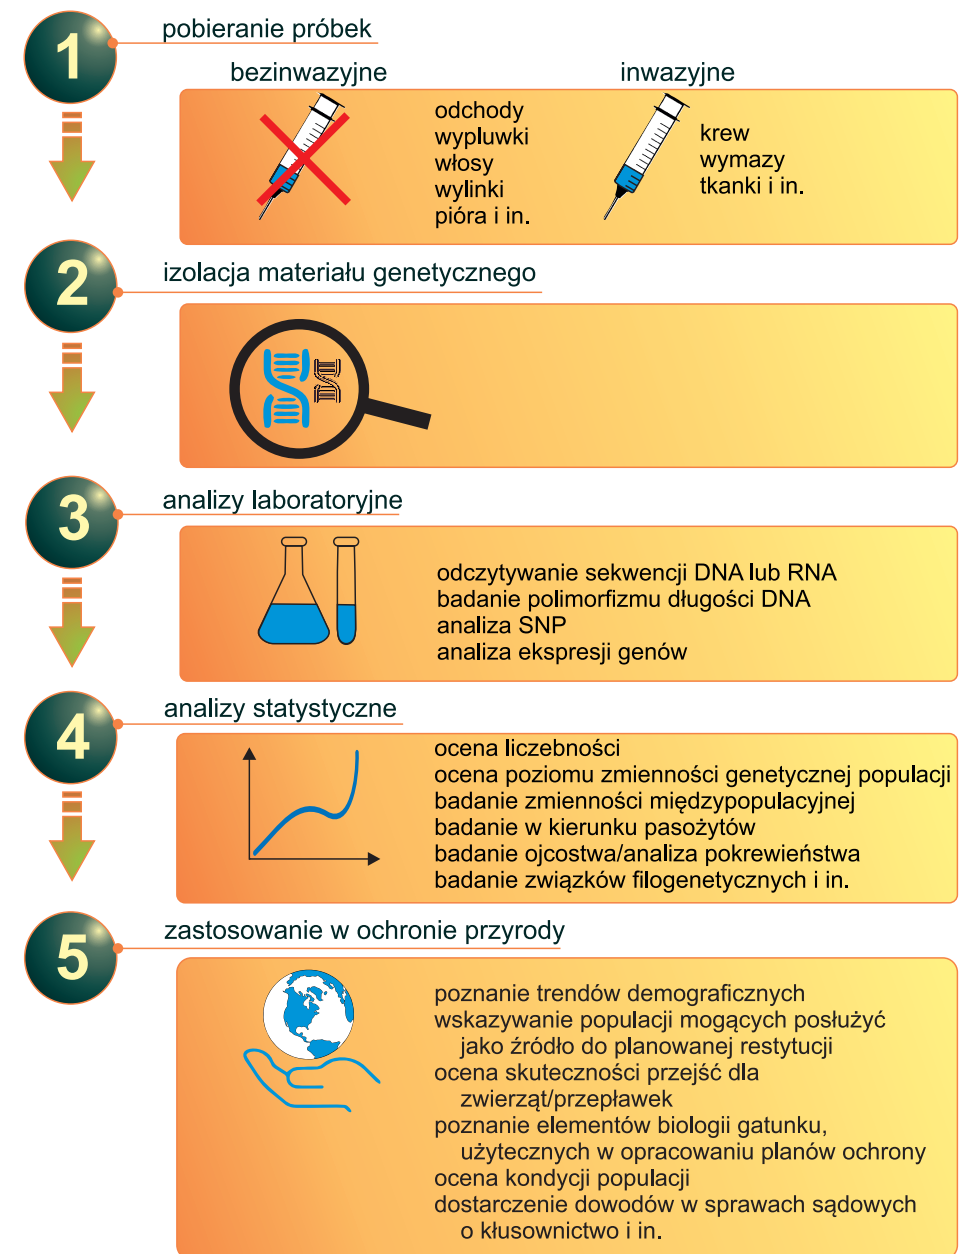 1
pobieranie próbek
bezinwazyjne
odchody
wypluwki
włosy
wylinki
pióra i in.
inwazyjne
krew
wymazy
tkanki i in.
2
izolacja materiału genetycznego
3
analizy laboratoryjne
odczytywanie sekwencji DNA lub RNA
badanie polimorfizmu długości DNA
analiza SNP
analiza ekspresji genów
4
analizy statystyczne
ocena liczebności
ocena poziomu zmienności genetycznej populacji
badanie zmienności międzypopulacyjnej
badanie w kierunku pasożytów
badanie ojcostwa/analiza pokrewieństwa
badanie związków filogenetycznych i in.
5
zastosowanie w ochronie przyrody
poznanie trendów demograficznych
wskazywanie populacji mogących posłużyć
jako źródło do planowanej restytucji
ocena skuteczności przejść dla
zwierząt/przepławek
poznanie elementów biologii gatunku,
użytecznych w opracowaniu planów ochrony
ocena kondycji populacji
dostarczenie dowodów w sprawach sądowych
o kłusownictwo i in.